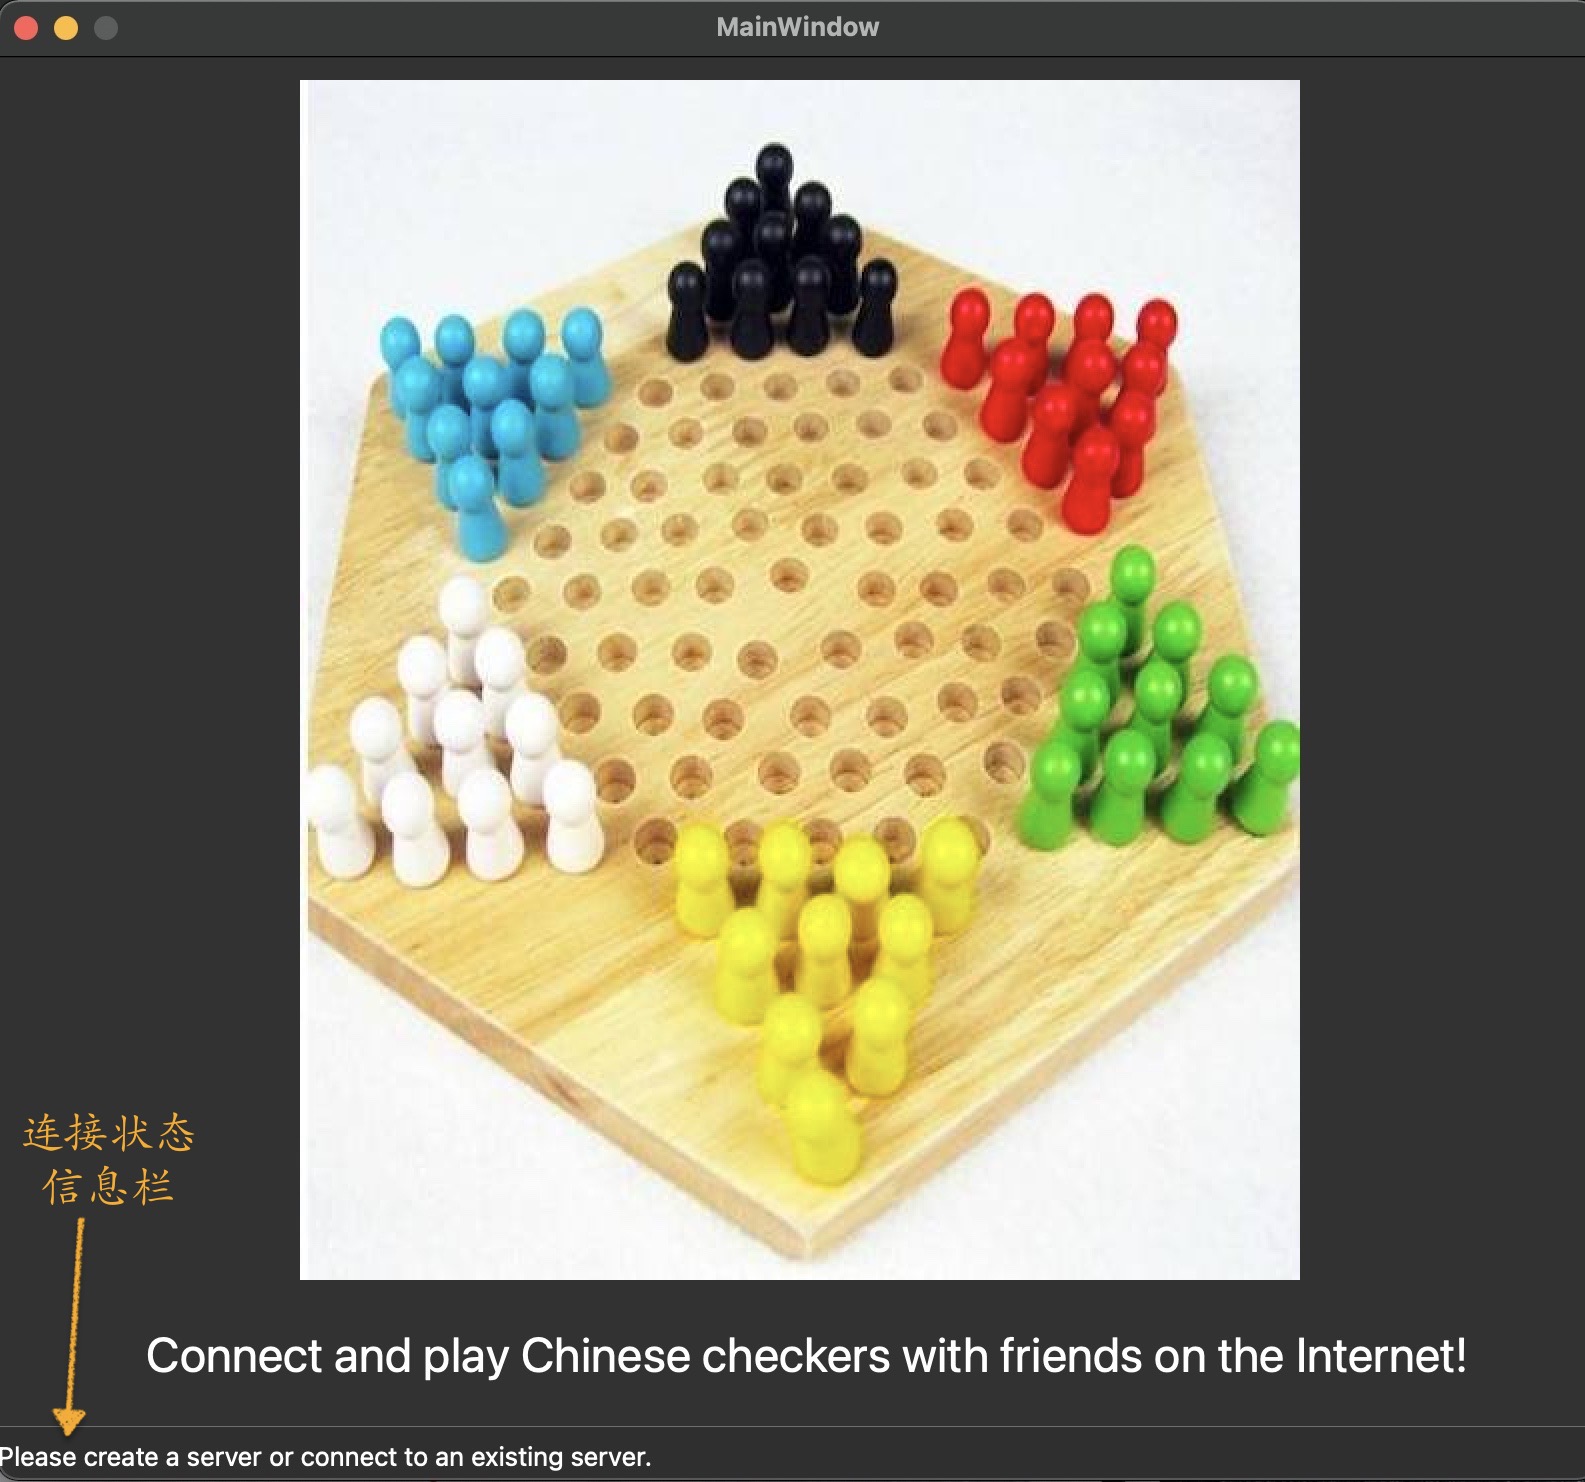 MainWindow
连接状态
信息栏
Connect and play Chinese checkers with friends on the Internet!
Please create a server or connect to an existing server.